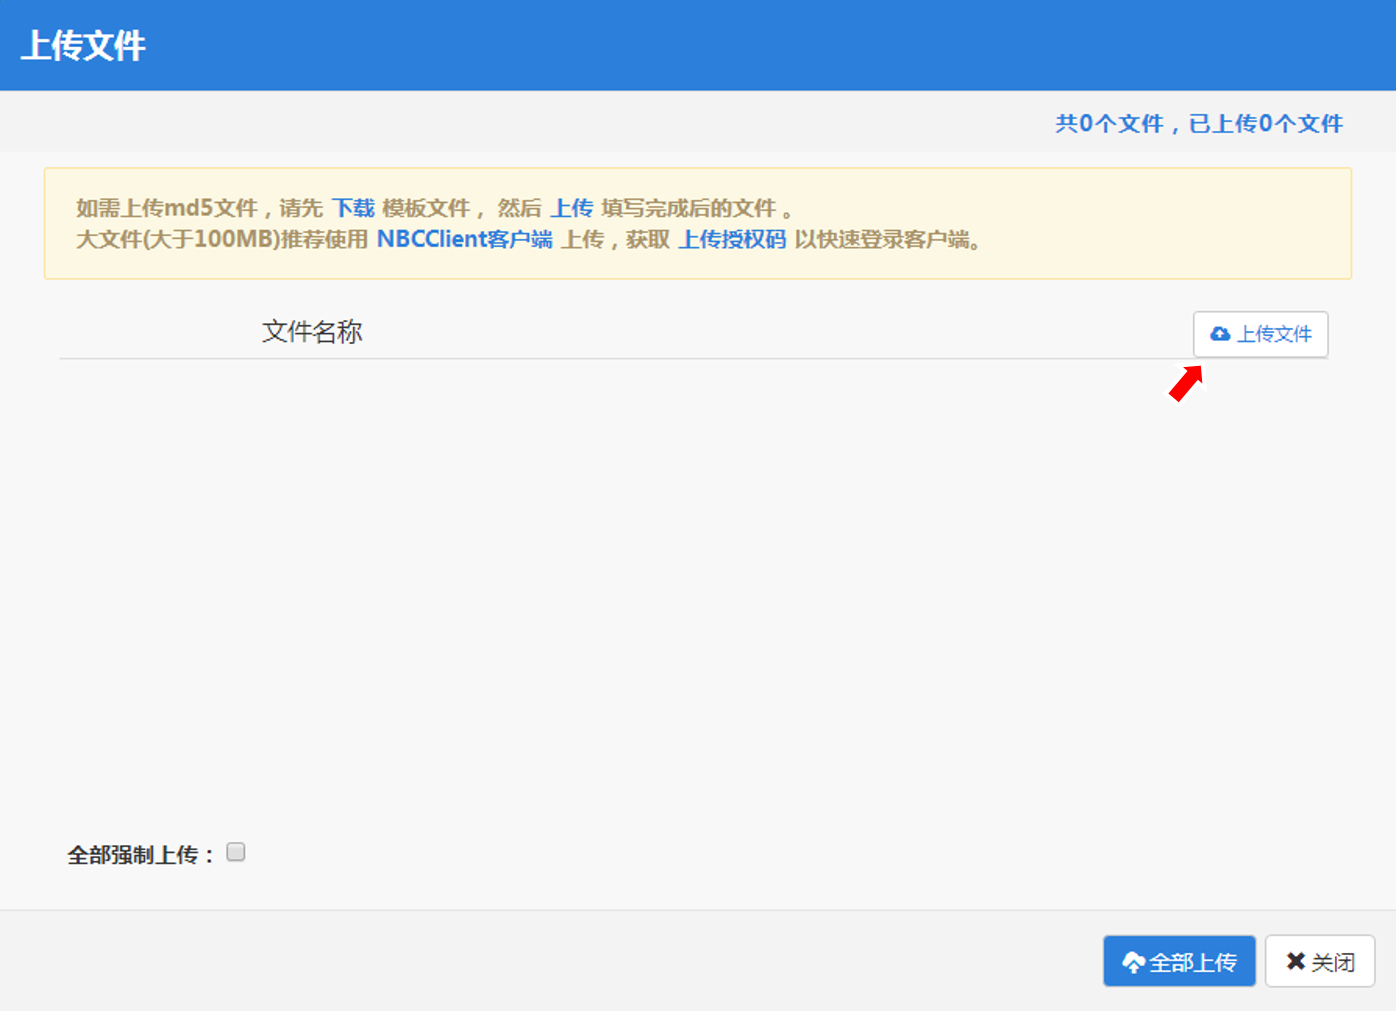 上传文件
共0个文件，已上传0个文件
如需上传md5文件，请先 下载 模板文件， 然后 上传 填写完成后的文件 。
大文件(大于100MB)推荐使用 NBCClient客户端 上传，获取 上传授权码 以快速登录客户端。
文件名称
上传文件
全部强制上传：
全部上传
关闭